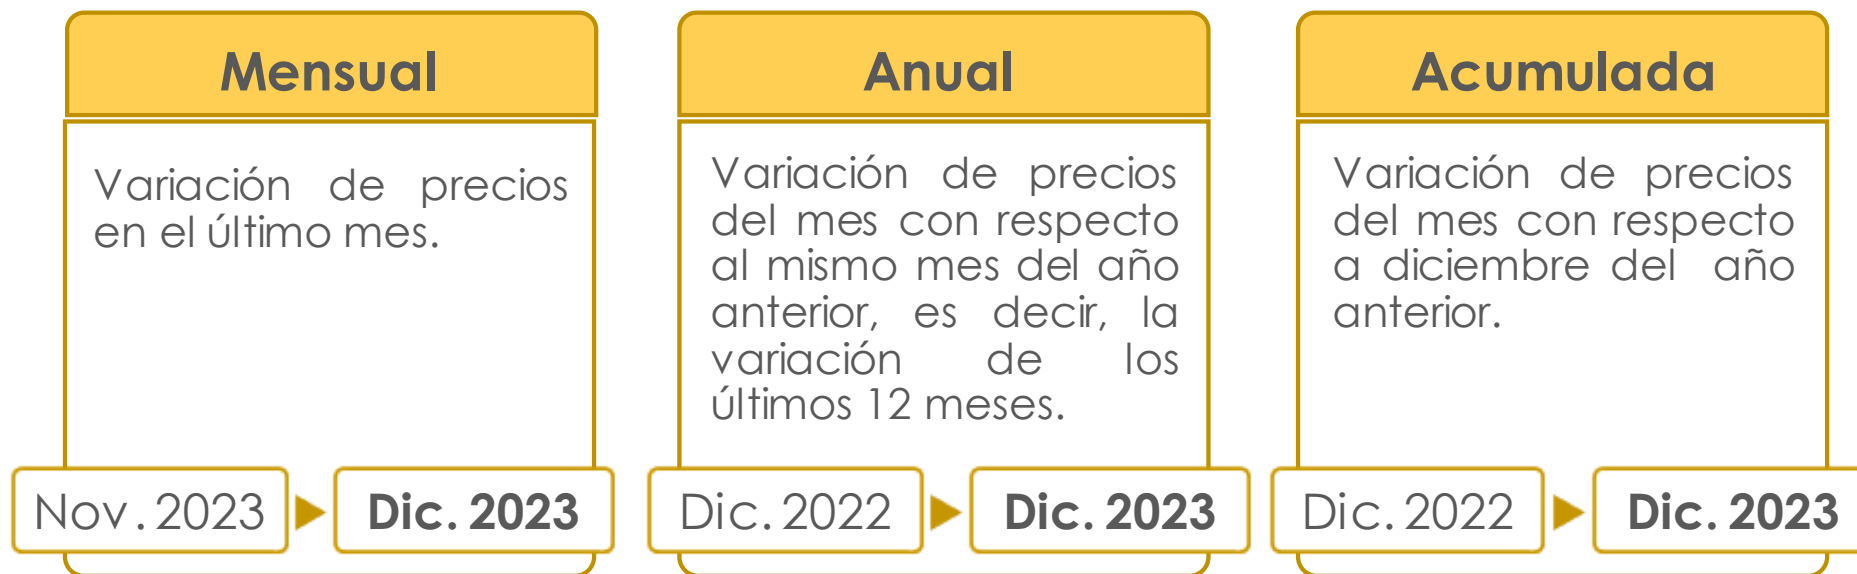 Mensual
Variación de precios
en el último mes.
Nov. 2023
Dic. 2023
Anual
Variación de precios
del mes con respecto
al mismo mes del año
anterior, es decir, la
variación de los
últimos 12 meses.
Dic. 2022
Dic. 2023
Acumulada
Variación de precios
del mes con respecto
a diciembre del año
anterior.
Dic. 2022
Dic. 2023